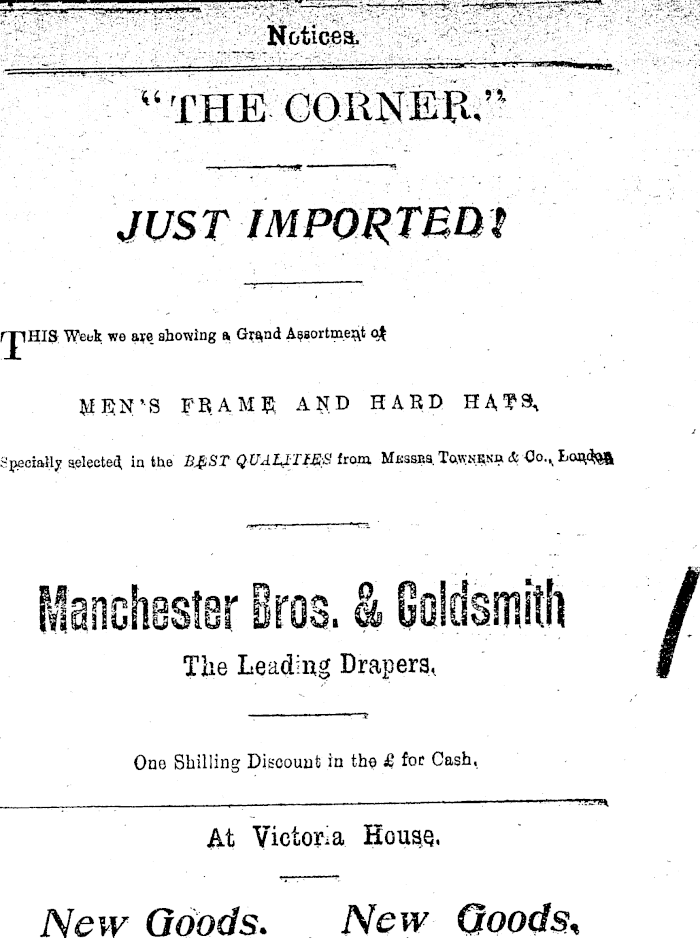 Notices.
"THE CORNER."
JUST IMPORTED!
THIS Week we are showing a Grand Assortment of
MEN'S FRAME AND HARD HATS,
Specially selected in the BEST QUALITIES from MESSRS TOWNEND & Co., London
Manchester Bros. & Goldsmith
The Leading Drapers,
One Shilling Discount in the £ for Cash,
At Victoria House.
New Goods. New Goods,